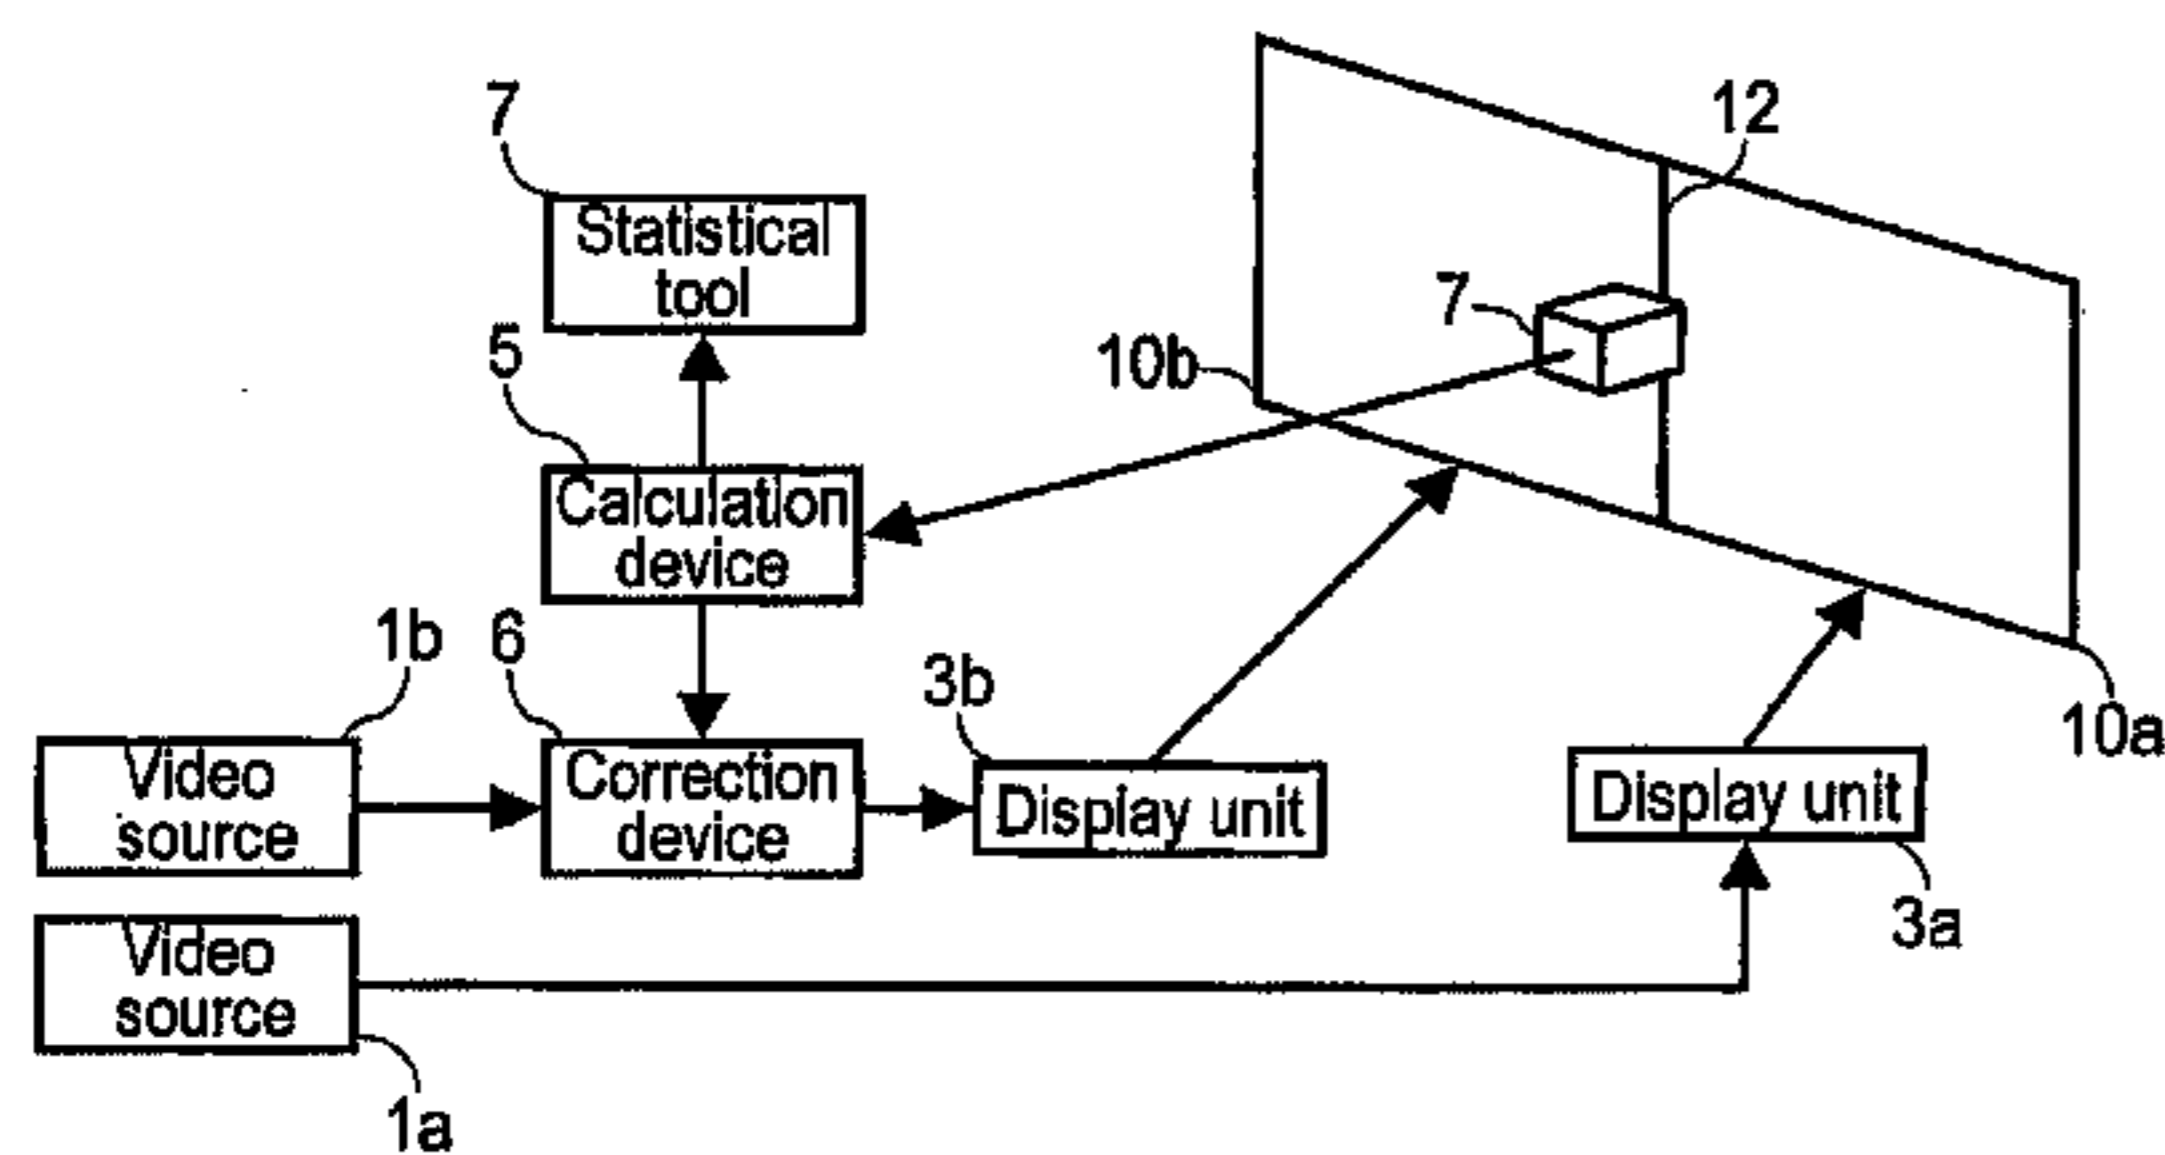 7
12
Statistical
tool
7
5
10b
Calculation
device
1b
6
3b
10a
Video
source
Correction
device
Display unit
Display unit
3a
Video
source
1a